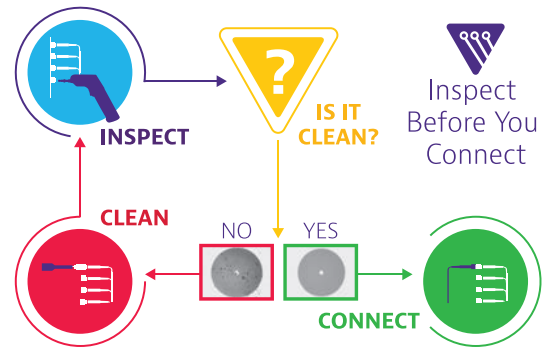 ?
INSPECT
IS IT
CLEAN?
Inspect
Before You
Connect
CLEAN
NO
YES
CONNECT